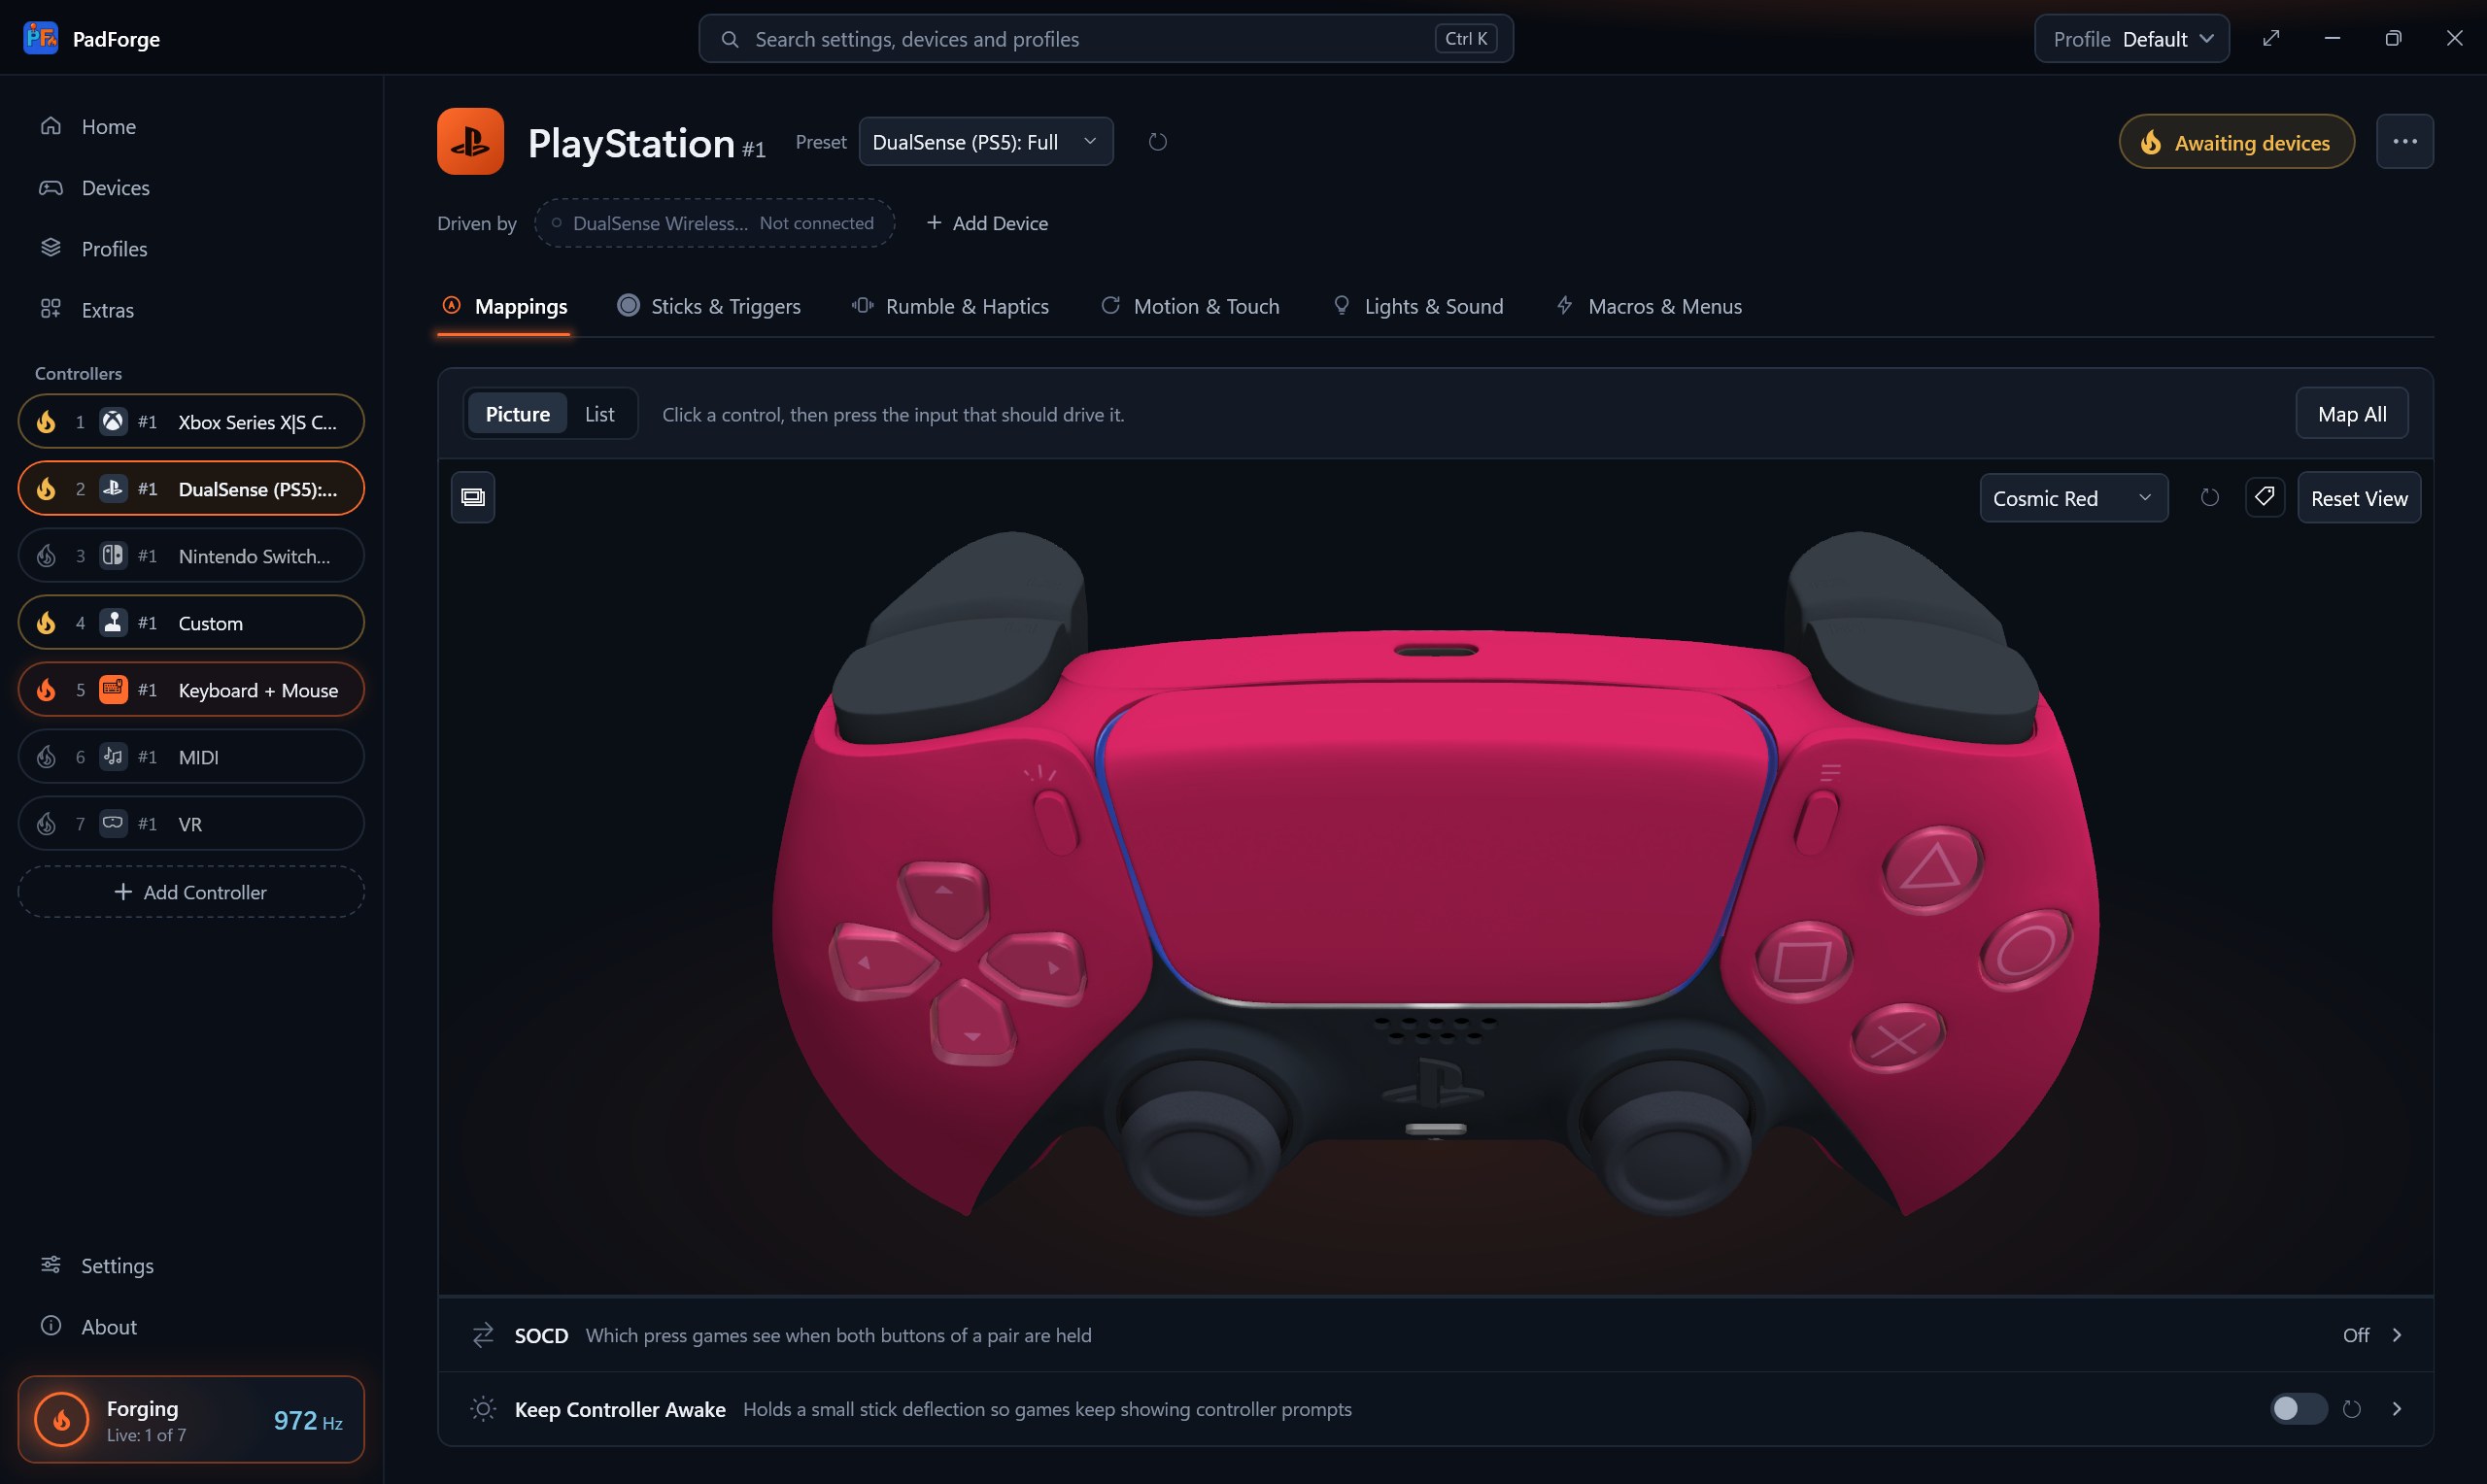 PadForge
Search settings, devices and profiles
Ctrl K
Profile Default
Home
Devices
Profiles
Extras
Controllers
1 #1 Xbox Series X|S C...
2 #1 DualSense (PS5):...
3 #1 Nintendo Switch...
4 #1 Custom
5 #1 Keyboard + Mouse
6 #1 MIDI
7 #1 VR
+ Add Controller
Settings
About
Forging
Live: 1 of 7
972 Hz
PlayStation #1
Preset
DualSense (PS5): Full
Awaiting devices
...
Driven by
DualSense Wireless... Not connected
+ Add Device
Mappings
Sticks & Triggers
Rumble & Haptics
Motion & Touch
Lights & Sound
Macros & Menus
Picture
List
Click a control, then press the input that should drive it.
Map All
Cosmic Red
Reset View
SOCD Which press games see when both buttons of a pair are held
Off
Keep Controller Awake Holds a small stick deflection so games keep showing controller prompts